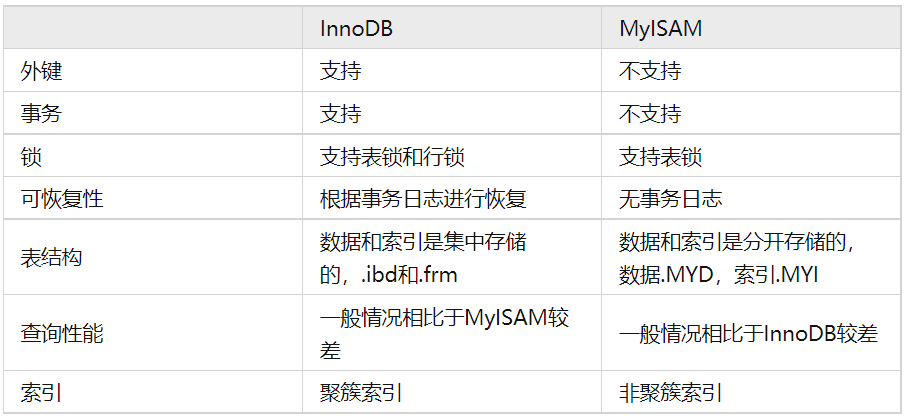 InnoDB MyISAM
外键 支持 不支持
事务 支持 不支持
锁 支持表锁和行锁 支持表锁
可恢复性 根据事务日志进行恢复 无事务日志
表结构 数据和索引是集中存储
的，.ibd和.frm 数据和索引是分开存储的，
数据.MYD，索引.MYI
查询性能 一般情况相比于MyISAM较
差 一般情况相比于InnoDB较差
索引 聚簇索引 非聚簇索引